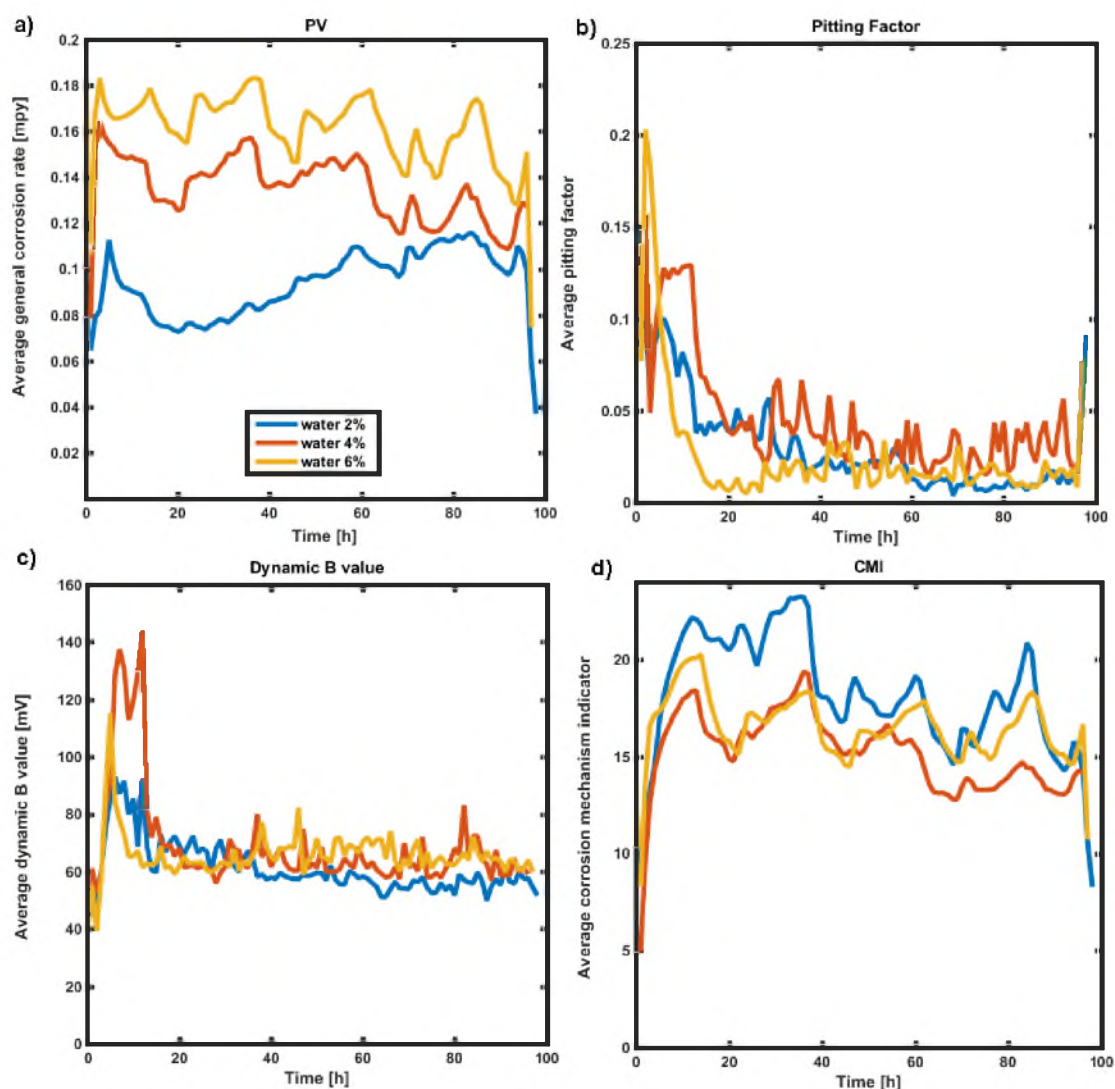 a)
PV
Average general corrosion rate [mpy]
0.2
0.18
0.16
0.14
0.12
0.1
0.08
0.06
0.04
0.02
water 2%
water 4%
water 6%
0 20 40 60 80 100
Time [h]
b)
Pitting Factor
Average pitting factor
0.25
0.2
0.15
0.1
0.05
0
0 20 40 60 80 100
Time [h]
c)
Dynamic B value
Average dynamic B value [mV]
160
140
120
100
80
60
40
20
0
0 20 40 60 80 100
Time [h]
d)
CMI
Average corrosion mechanism indicator
20
15
10
5
0
0 20 40 60 80 100
Time [h]